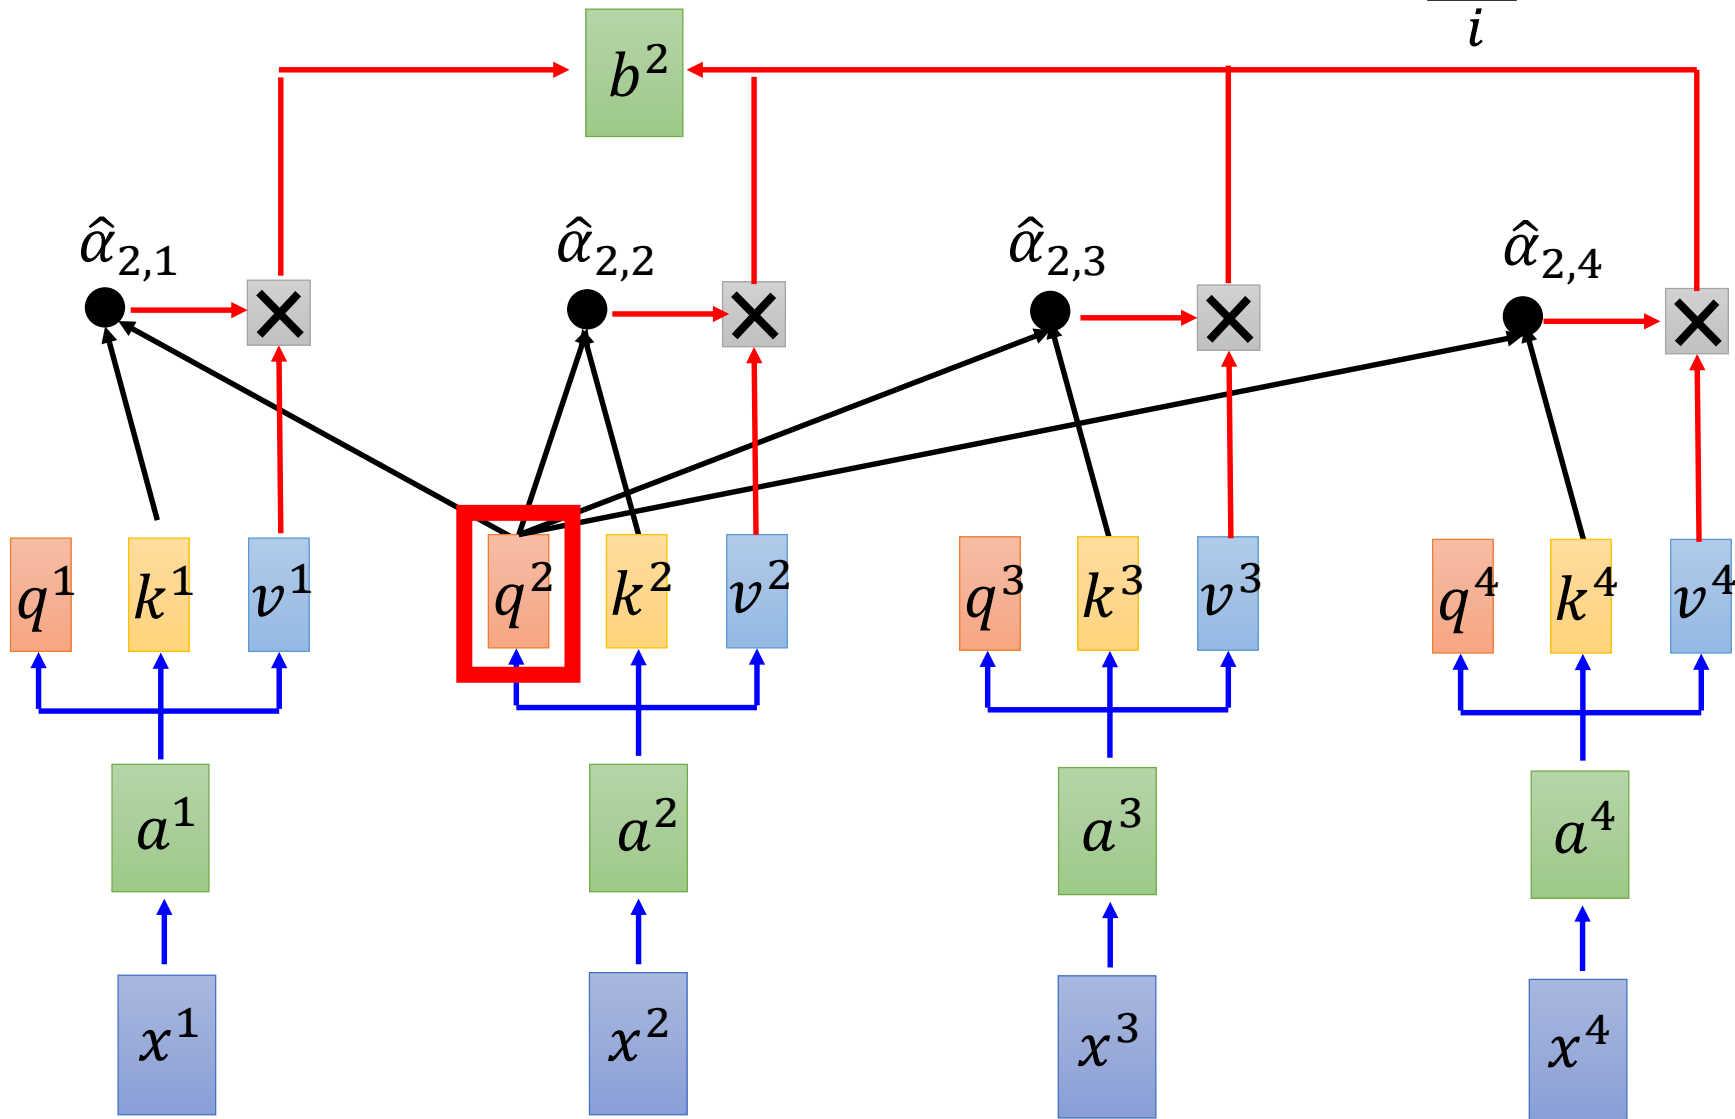 i
b²
α̂₂,₁ α̂₂,₂ α̂₂,₃ α̂₂,₄
× × × ×
q¹ k¹ v¹ q² k² v² q³ k³ v³ q⁴ k⁴ v⁴
a¹ a² a³ a⁴
x¹ x² x³ x⁴